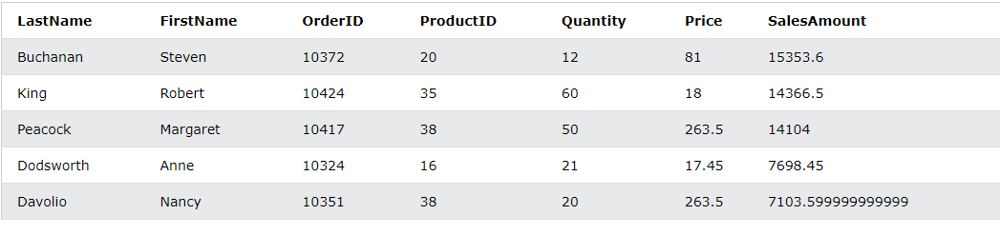 LastName FirstName OrderID ProductID Quantity Price SalesAmount
Buchanan Steven 10372 20 12 81 15353.6
King Robert 10424 35 60 18 14366.5
Peacock Margaret 10417 38 50 263.5 14104
Dodsworth Anne 10324 16 21 17.45 7698.45
Davolio Nancy 10351 38 20 263.5 7103.599999999999